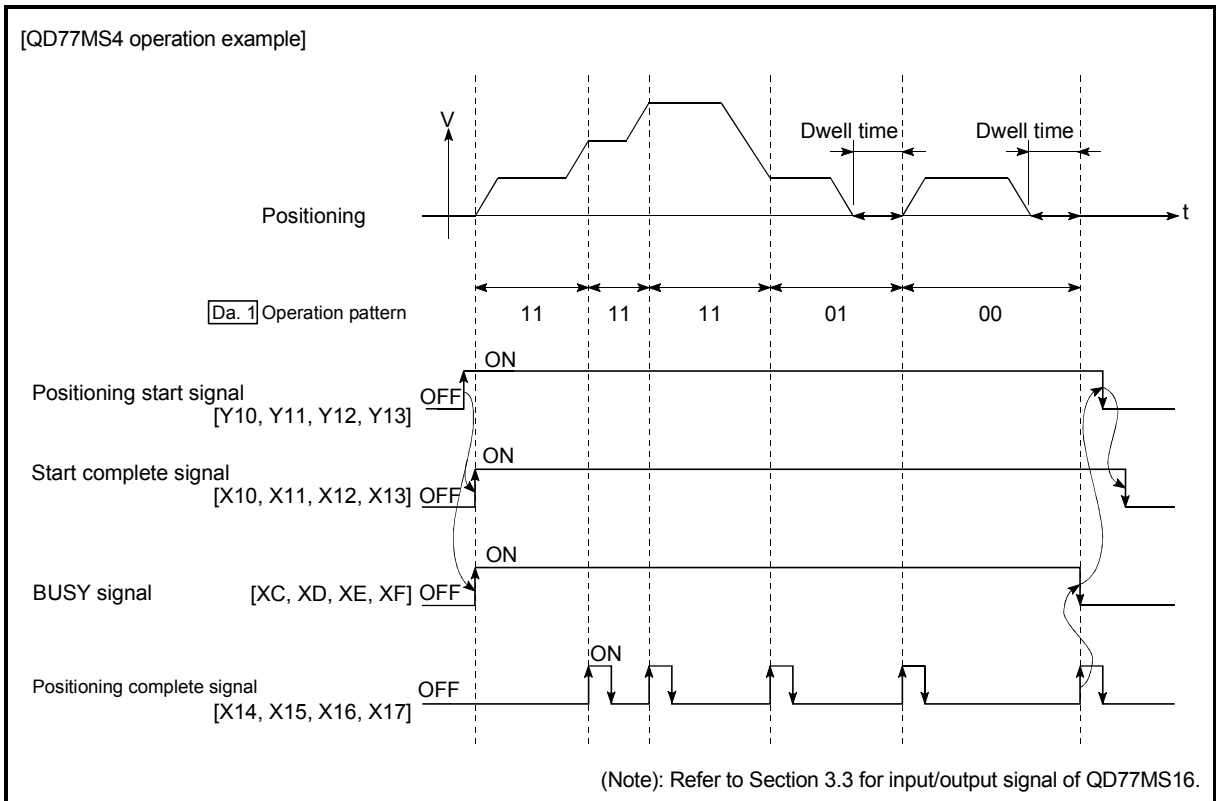 [QD77MS4 operation example]
V
Dwell time
Dwell time
Positioning
t
Da. 1 Operation pattern
11
11
11
01
00
ON
Positioning start signal
OFF
[Y10, Y11, Y12, Y13]
ON
Start complete signal
[X10, X11, X12, X13] OFF
ON
BUSY signal [XC, XD, XE, XF] OFF
ON
Positioning complete signal
OFF
[X14, X15, X16, X17]
(Note): Refer to Section 3.3 for input/output signal of QD77MS16.